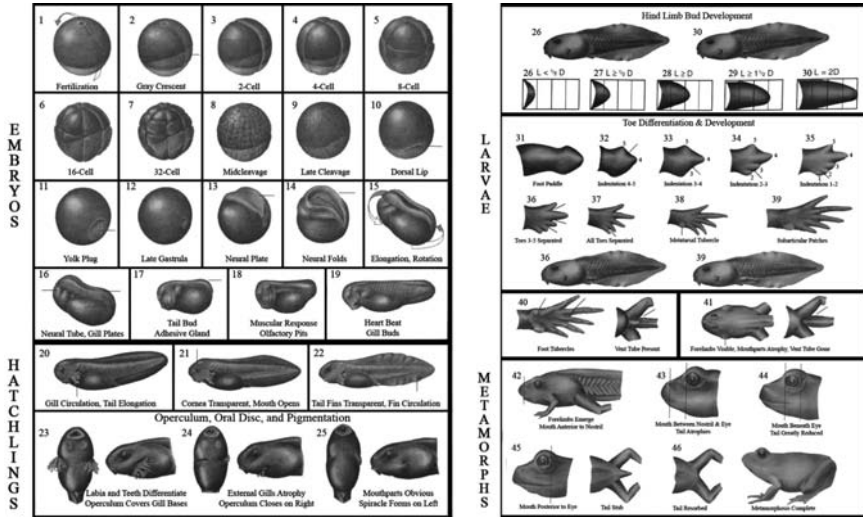 EMBRYOS
1
Fertilization
2
Gray Crescent
3
2-Cell
4
4-Cell
5
8-Cell
6
16-Cell
7
32-Cell
8
Midcleavage
9
Late Cleavage
10
Dorsal Lip
11
Yolk Plug
12
Late Gastrula
13
Neural Plate
14
Neural Folds
15
Elongation, Rotation
16
Neural Tube, Gill Plates
17
Tail Bud
Adhesive Gland
18
Muscular Response
Olfactory Pits
19
Heart Beat
Gill Buds
HATCHLINGS
20
Gill Circulation, Tail Elongation
21
Cornea Transparent, Mouth Opens
22
Tail Fins Transparent, Fin Circulation
Operculum, Oral Disc, and Pigmentation
23
Labia and Teeth Differentiate
Operculum Covers Gill Bases
24
External Gills Atrophy
Operculum Closes on Right
25
Mouthparts Obvious
Spiracle Forms on Left
LARVAE
Hind Limb Bud Development
26
30
26 L < ½ D
27 L ≥ ½ D
28 L ≥ D
29 L ≥ 1½ D
30 L = 2D
Toe Differentiation & Development
31
Foot Paddle
32
Indentation 4-5
33
Indentation 3-4
34
Indentation 2-3
35
Indentation 1-2
36
Toes 3-5 Separated
37
All Toes Separated
38
Metatarsal Tubercle
39
Subarticular Patches
36
39
40
Foot Tubercles
Vent Tube Present
41
Forelimbs Visible, Mouthparts Atrophy, Vent Tube Gone
METAMORPHS
42
Forelimbs Emerge
Mouth Anterior to Nostril
43
Mouth Between Nostril & Eye
Tail Atrophies
44
Mouth Beneath Eye
Tail Greatly Reduced
45
Mouth Posterior to Eye
Tail Stub
46
Tail Resorbed
Metamorphosis Complete